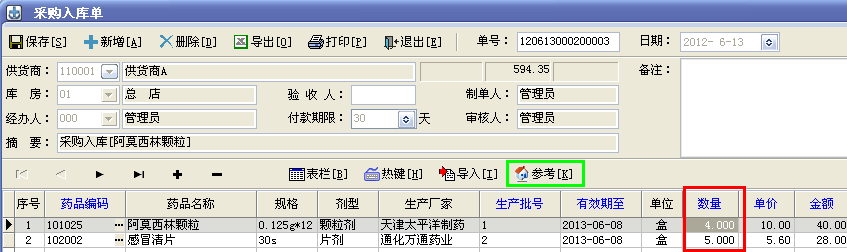 采购入库单
保存[S] 新增[A] 删除[D] 导出[O] 打印[P] 退出[E] 单号: 120613000200003 日期: 2012- 6-13
供货商: 110001 供货商A 594.35 备注:
库 房: 01 总 店 验 收 人: 制单人: 管理员
经办人: 000 管理员 付款期限: 30 天 审核人: 管理员
摘 要: 采购入库[阿莫西林颗粒]
表栏[B] 热键[H] 导入[I] 参考[K]
序号 药品编码 药品名称 规格 剂型 生产厂家 生产批号 有效期至 单位 数量 单价 金额
1 101025 ... 阿莫西林颗粒 0.125g*12 颗粒剂 天津太平洋制药 1 2013-06-08 盒 4.000 10.00 40.00
2 102002 ... 感冒清片 30s 片剂 通化万通药业 2 2013-06-08 盒 5.000 5.60 28.00